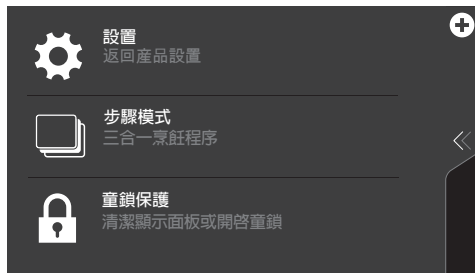 設置
返回産品設置
步驟模式
三合一烹飪程序
童鎖保護
清潔顯示面板或開啓童鎖